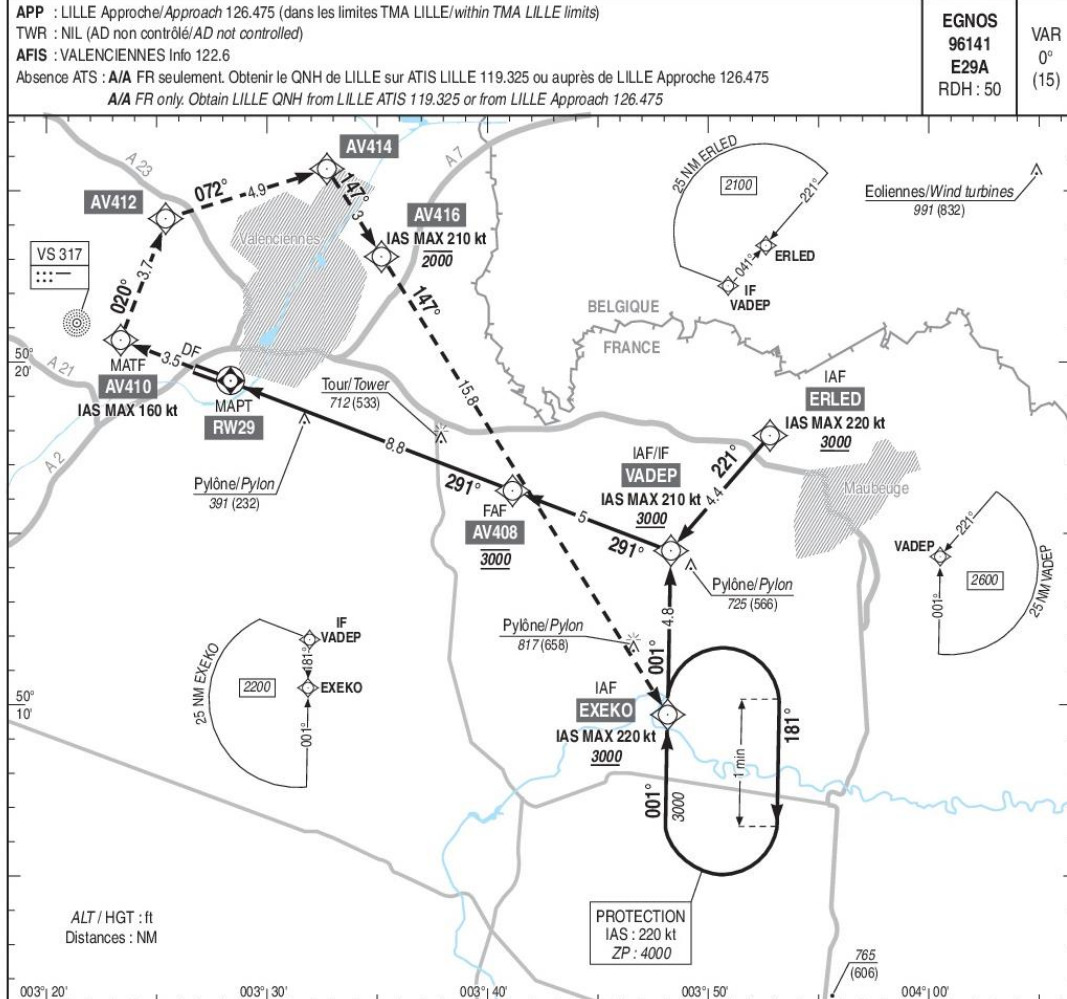 APP : LILLE Approche/Approach 126.475 (dans les limites TMA LILLE/within TMA LILLE limits)
TWR : NIL (AD non contrôlé/AD not controlled)
AFIS : VALENCIENNES Info 122.6
Absence ATS : A/A FR seulement. Obtenir le QNH de LILLE sur ATIS LILLE 119.325 ou auprès de LILLE Approche 126.475
A/A FR only. Obtain LILLE QNH from LILLE ATIS 119.325 or from LILLE Approach 126.475
EGNOS
96141
E29A
RDH : 50
VAR
0°
(15)
A 23
AV414
A 7
072°
4.9
147°
3
AV412
AV416
IAS MAX 210 kt
2000
Valenciennes
VS 317
3.7
020°
147°
25 NM ERLED
2100
221°
041°
ERLED
IF
VADEP
Eoliennes/Wind turbines
991 (832)
BELGIQUE
FRANCE
50°
20'
A 21
MATF
AV410
IAS MAX 160 kt
DF
3.5
MAPT
RW29
A 2
Tour/Tower
712 (533)
15.8
8.8
Pylône/Pylon
391 (232)
291°
FAF
AV408
3000
IAF
ERLED
IAS MAX 220 kt
3000
221°
4.4
IAF/IF
VADEP
IAS MAX 210 kt
3000
5
291°
Maubeuge
Pylône/Pylon
725 (566)
VADEP
221°
001°
2600
25 NM VADEP
Pylône/Pylon
817 (658)
4.8
001°
IF
VADEP
181°
EXEKO
001°
2200
25 NM EXEKO
50°
10'
IAF
EXEKO
IAS MAX 220 kt
3000
001°
3000
1 min
181°
PROTECTION
IAS : 220 kt
ZP : 4000
ALT / HGT : ft
Distances : NM
765
(606)
003° 20'
003° 30'
003° 40'
003° 50'
004° 00'